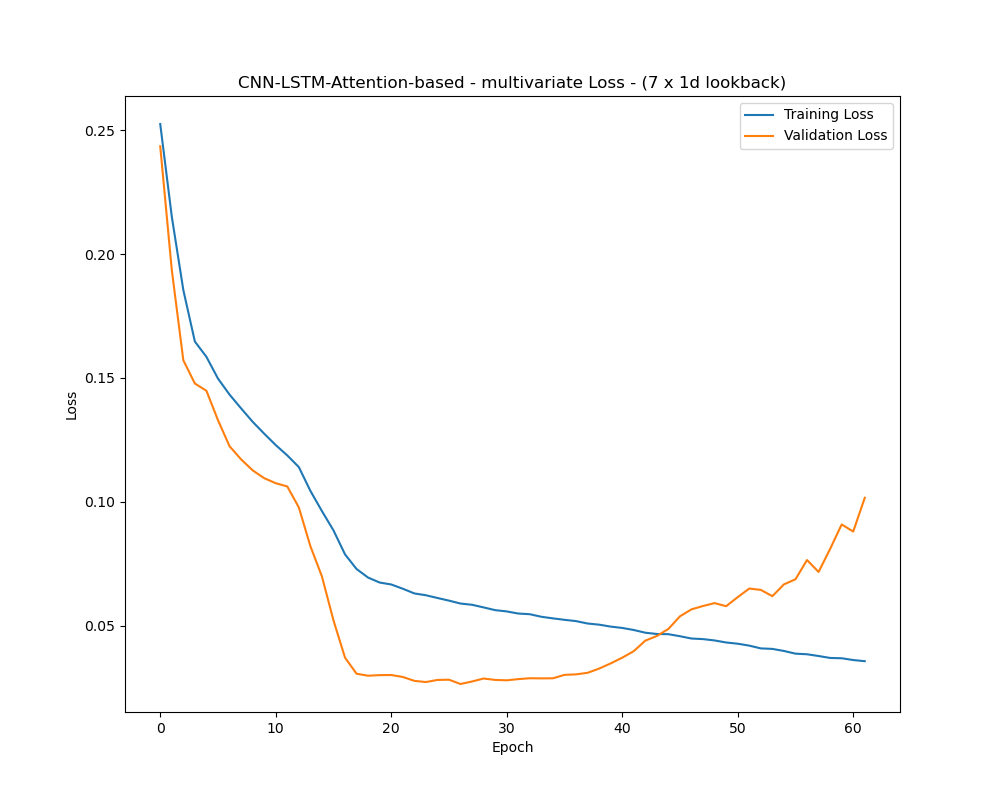 CNN-LSTM-Attention-based - multivariate Loss - (7 x 1d lookback)
Training Loss
Validation Loss
0.25
0.20
0.15
0.10
0.05
Loss
0 10 20 30 40 50 60
Epoch